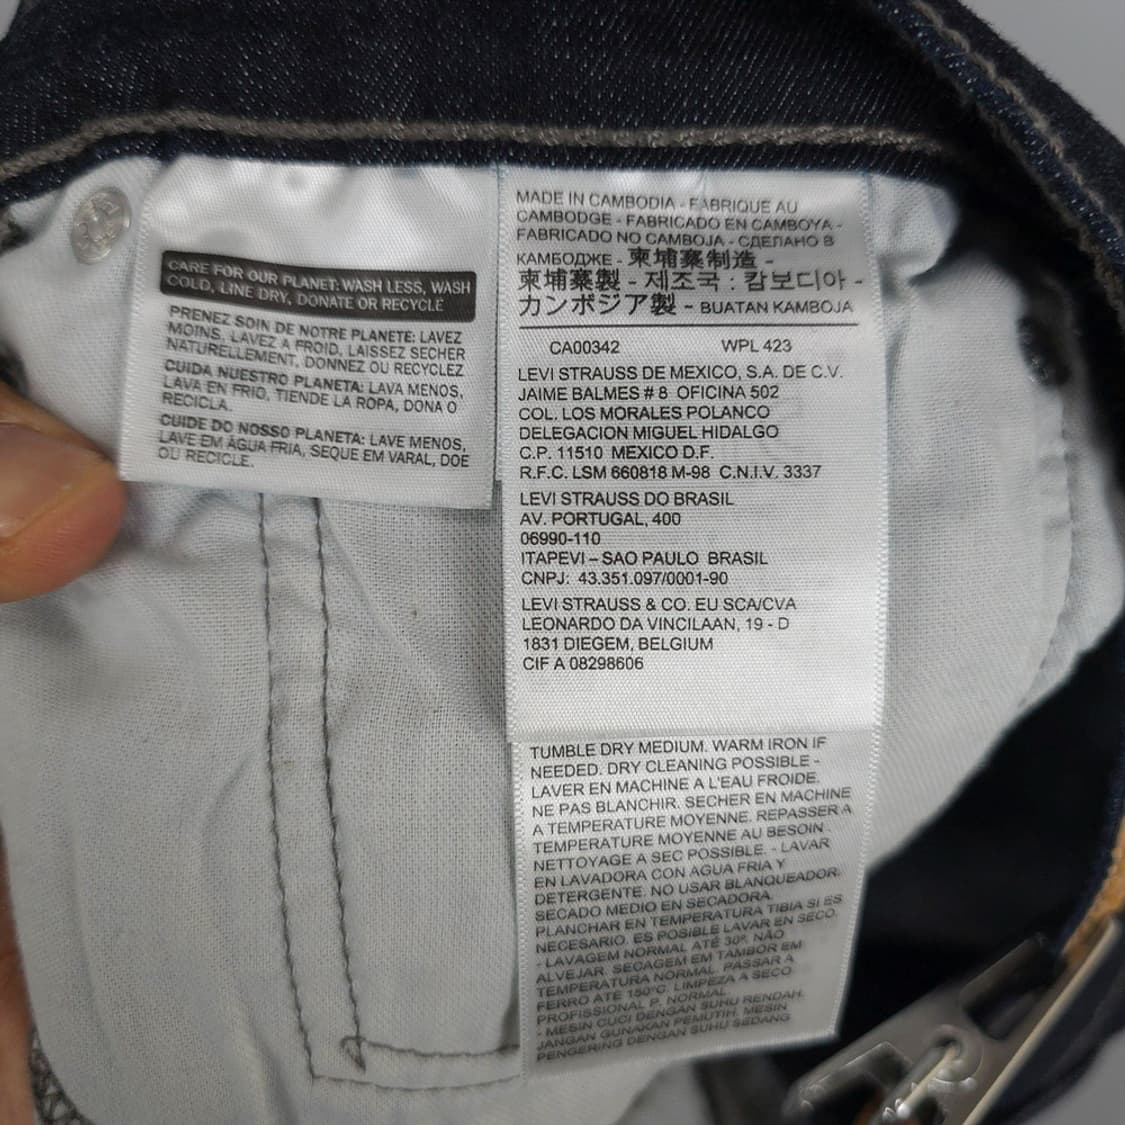 CARE FOR OUR PLANET: WASH LESS, WASH
COLD, LINE DRY, DONATE OR RECYCLE
PRENEZ SOIN DE NOTRE PLANETE: LAVEZ
MOINS, LAVEZ A FROID, LAISSEZ SECHER
NATURELLEMENT, DONNEZ OU RECYCLEZ
CUIDA NUESTRO PLANETA: LAVA MENOS,
LAVA EN FRIO, TIENDE LA ROPA, DONA O
RECICLA.
CUIDE DO NOSSO PLANETA: LAVE MENOS,
LAVE EM ÁGUA FRIA, SEQUE EM VARAL, DOE
OU RECICLE.
MADE IN CAMBODIA - FABRIQUE AU
CAMBODGE - FABRICADO EN CAMBOYA -
FABRICADO NO CAMBOJA - СДЕЛАНО В
КАМБОДЖЕ - 柬埔寨制造 -
柬埔寨製 - 제조국 : 캄보디아 -
カンボジア製 - BUATAN KAMBOJA
CA00342 WPL 423
LEVI STRAUSS DE MEXICO, S.A. DE C.V.
JAIME BALMES # 8 OFICINA 502
COL. LOS MORALES POLANCO
DELEGACION MIGUEL HIDALGO
C.P. 11510 MEXICO D.F.
R.F.C. LSM 660818 M-98 C.N.I.V. 3337
LEVI STRAUSS DO BRASIL
AV. PORTUGAL, 400
06990-110
ITAPEVI – SAO PAULO BRASIL
CNPJ: 43.351.097/0001-90
LEVI STRAUSS & CO. EU SCA/CVA
LEONARDO DA VINCILAAN, 19 - D
1831 DIEGEM, BELGIUM
CIF A 08298606
TUMBLE DRY MEDIUM. WARM IRON IF
NEEDED. DRY CLEANING POSSIBLE -
LAVER EN MACHINE A L'EAU FROIDE.
NE PAS BLANCHIR. SECHER EN MACHINE
A TEMPERATURE MOYENNE. REPASSER A
TEMPERATURE MOYENNE AU BESOIN.
NETTOYAGE A SEC POSSIBLE. - LAVAR
EN LAVADORA CON AGUA FRIA Y
DETERGENTE. NO USAR BLANQUEADOR.
SECADO MEDIO EN SECADORA.
PLANCHAR EN TEMPERATURA TIBIA SI ES
NECESARIO. ES POSIBLE LAVAR EN SECO.
- LAVAGEM NORMAL ATÉ 30º. NÃO
ALVEJAR. SECAGEM EM TAMBOR EM
TEMPERATURA NORMAL. PASSAR A
FERRO ATÉ 150°C. LIMPEZA A SECO
PROFISSIONAL P. NORMAL.
- MESIN CUCI DENGAN SUHU RENDAH.
JANGAN GUNAKAN PEMUTIH. MESIN
PENGERING DENGAN SUHU SEDANG